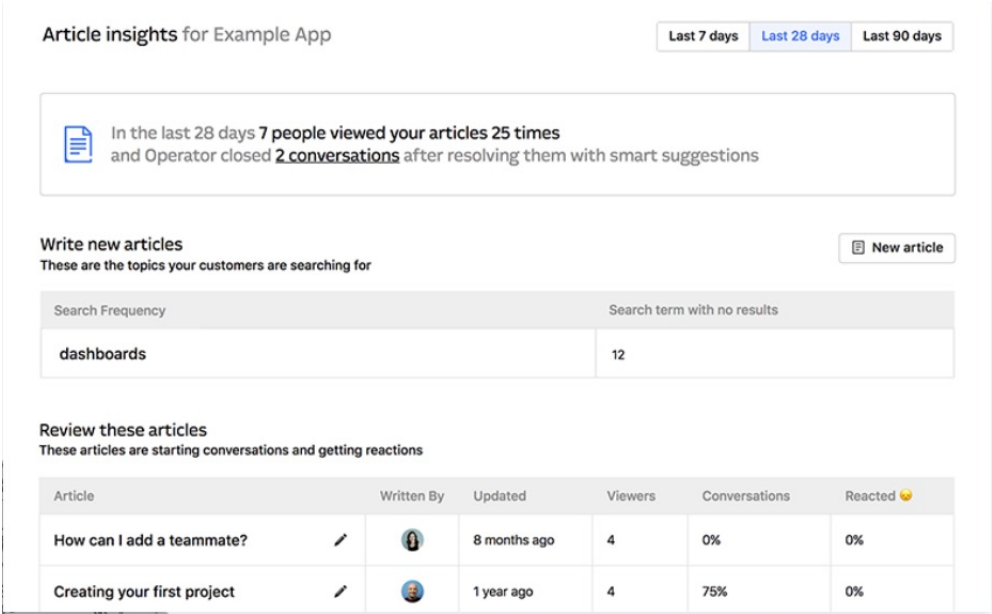 Article insights for Example App
Last 7 days Last 28 days Last 90 days
In the last 28 days 7 people viewed your articles 25 times
and Operator closed 2 conversations after resolving them with smart suggestions
Write new articles
New article
These are the topics your customers are searching for
Search Frequency Search term with no results
dashboards 12
Review these articles
These articles are starting conversations and getting reactions
Article Written By Updated Viewers Conversations Reacted 😞
How can I add a teammate? 8 months ago 4 0% 0%
Creating your first project 1 year ago 4 75% 0%